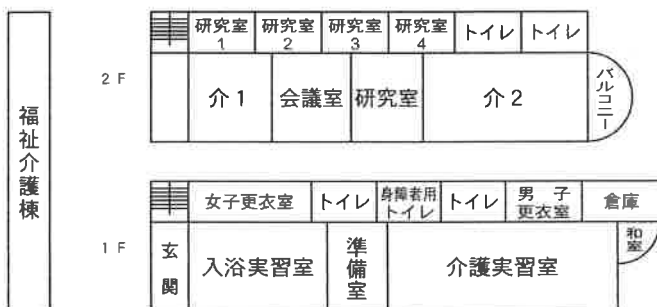 福祉介護棟
2F
研究室
1
研究室
2
研究室
3
研究室
4
トイレ
トイレ
介1
会議室
研究室
介2
バルコニー
1F
女子更衣室
トイレ
身障者用
トイレ
トイレ
男子
更衣室
倉庫
玄関
入浴実習室
準備室
介護実習室
和室